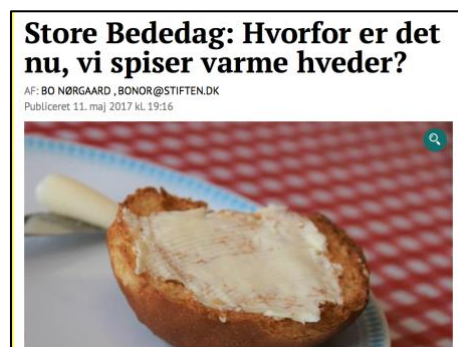 Store Bededag: Hvorfor er det
nu, vi spiser varme hveder?
AF: BO NØRGAARD , BONOR@STIFTEN.DK
Publiceret 11. maj 2017 kl. 19:16